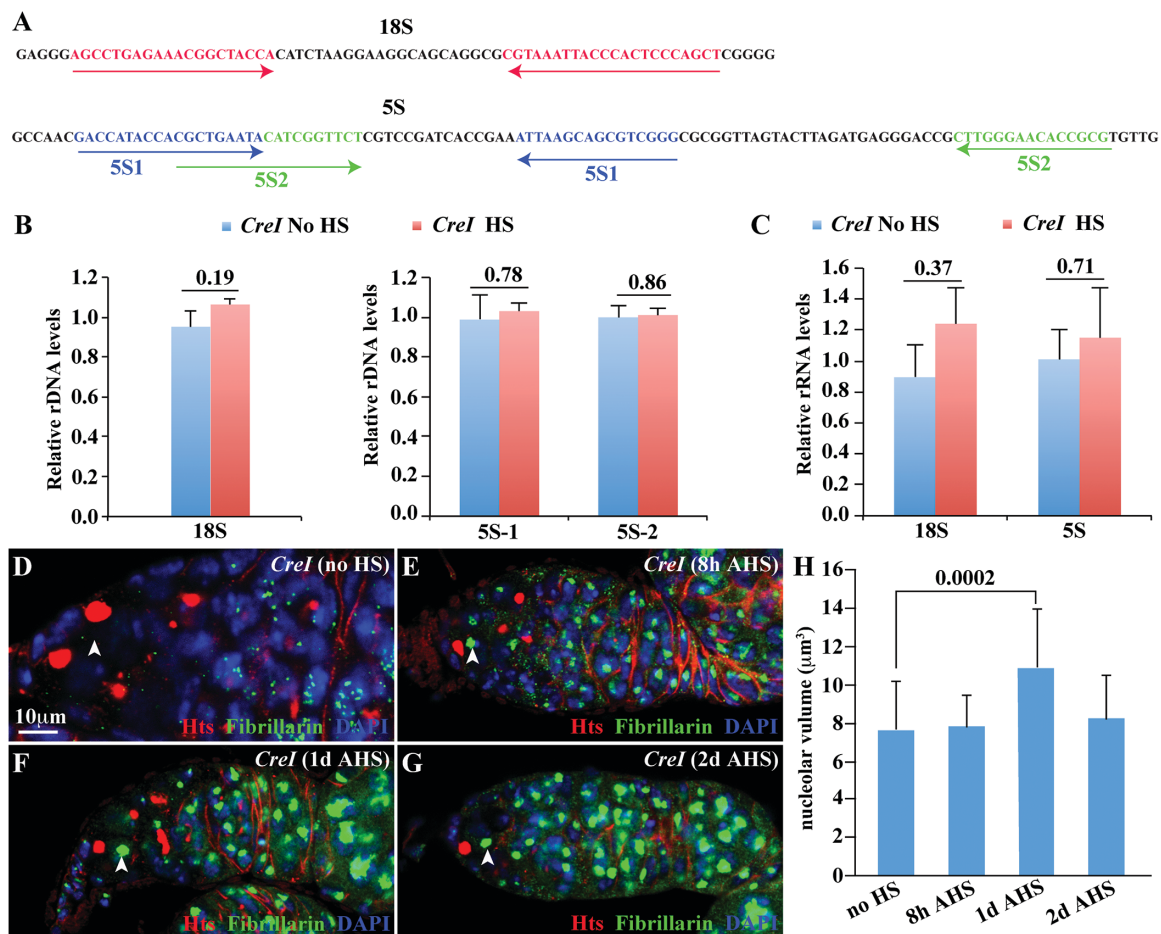 A
18S
GAGGGAGCCTGAGAAACGGCTACCACATCTAAGGAAGGCAGCAGGCGCGTAAATTACCCACTCCCAGCTCGGGG
5S
GCCAACGACCATACCACGCTGAATACATCGGTTCTCGTCCGATCACCGAAATTAAGCAGCGTCGGGCGCGGTTAGTACTTAGATGAGGGACCGCTTGGGAACACCGCGTGTTG
5S1
5S2
5S1
5S2
B
CreI No HS
CreI HS
Relative rDNA levels
1.2
1.0
0.8
0.6
0.4
0.2
0.0
0.19
18S
Relative rDNA levels
1.2
1.0
0.8
0.6
0.4
0.2
0.0
0.78
0.86
5S-1
5S-2
C
CreI No HS
CreI HS
Relative rRNA levels
1.6
1.4
1.2
1.0
0.8
0.6
0.4
0.2
0.0
0.37
0.71
18S
5S
D
CreI (no HS)
10μm
Hts Fibrillarin DAPI
E
CreI (8h AHS)
Hts Fibrillarin DAPI
F
CreI (1d AHS)
Hts Fibrillarin DAPI
G
CreI (2d AHS)
Hts Fibrillarin DAPI
H
nucleolar vulume (μm³)
16
14
12
10
8
6
4
2
0
0.0002
no HS
8h AHS
1d AHS
2d AHS